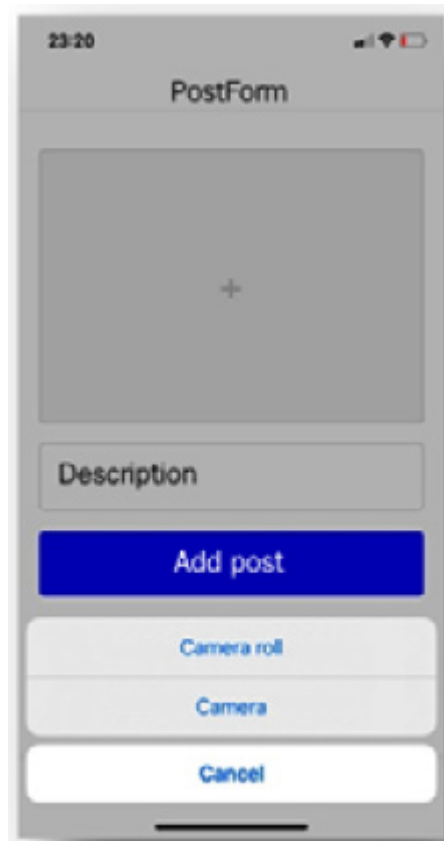 23:20
PostForm
+
Description
Add post
Camera roll
Camera
Cancel